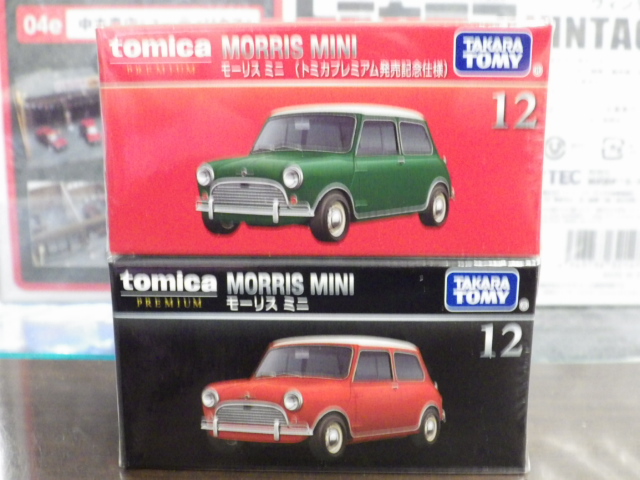 04e
tomica
PREMIUM
MORRIS MINI
モーリス ミニ (トミカプレミアム発売記念仕様)
TAKARA
TOMY
12
TEC
tomica
PREMIUM
MORRIS MINI
モーリス ミニ
TAKARA
TOMY
12